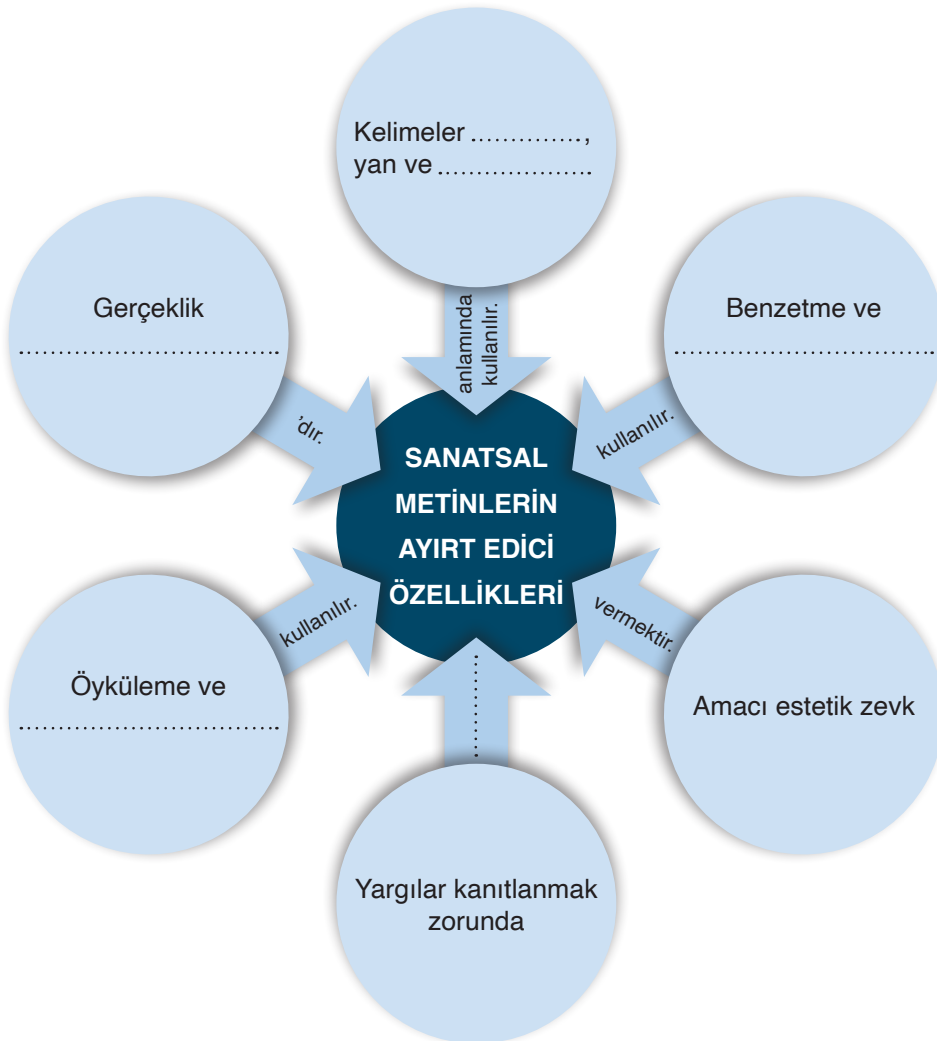 Kelimeler ..............,
yan ve ....................
anlamında
kullanılır.
Benzetme ve
..................................
kullanılır.
Amacı estetik zevk
vermektir.
Yargılar kanıtlanmak
zorunda
.............
Öyküleme ve
..................................
kullanılır.
Gerçeklik
..................................
'dır.
SANATSAL
METİNLERİN
AYIRT EDİCİ
ÖZELLİKLERİ